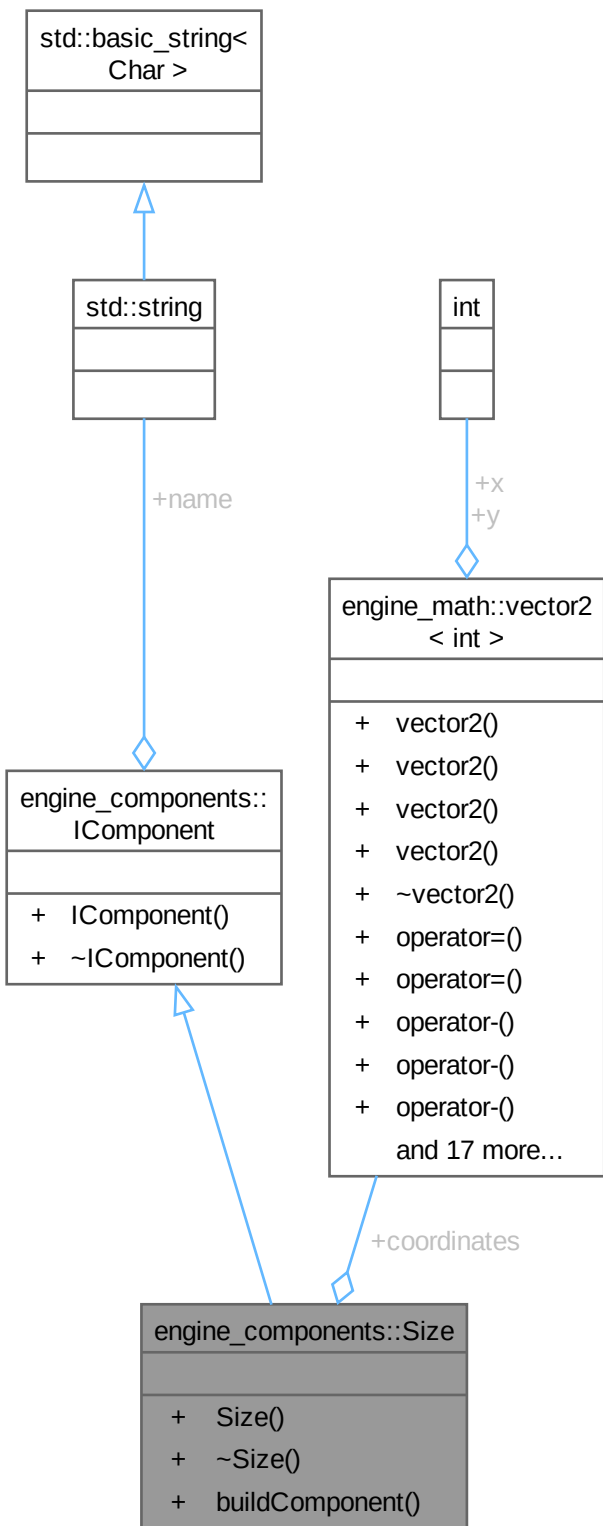 std::basic_string<
Char >
std::string
int
+name
+x
+y
engine_math::vector2
< int >
+ vector2()
+ vector2()
+ vector2()
+ vector2()
+ ~vector2()
+ operator=()
+ operator=()
+ operator-()
+ operator-()
+ operator-()
and 17 more...
engine_components::
IComponent
+ IComponent()
+ ~IComponent()
+coordinates
engine_components::Size
+ Size()
+ ~Size()
+ buildComponent()